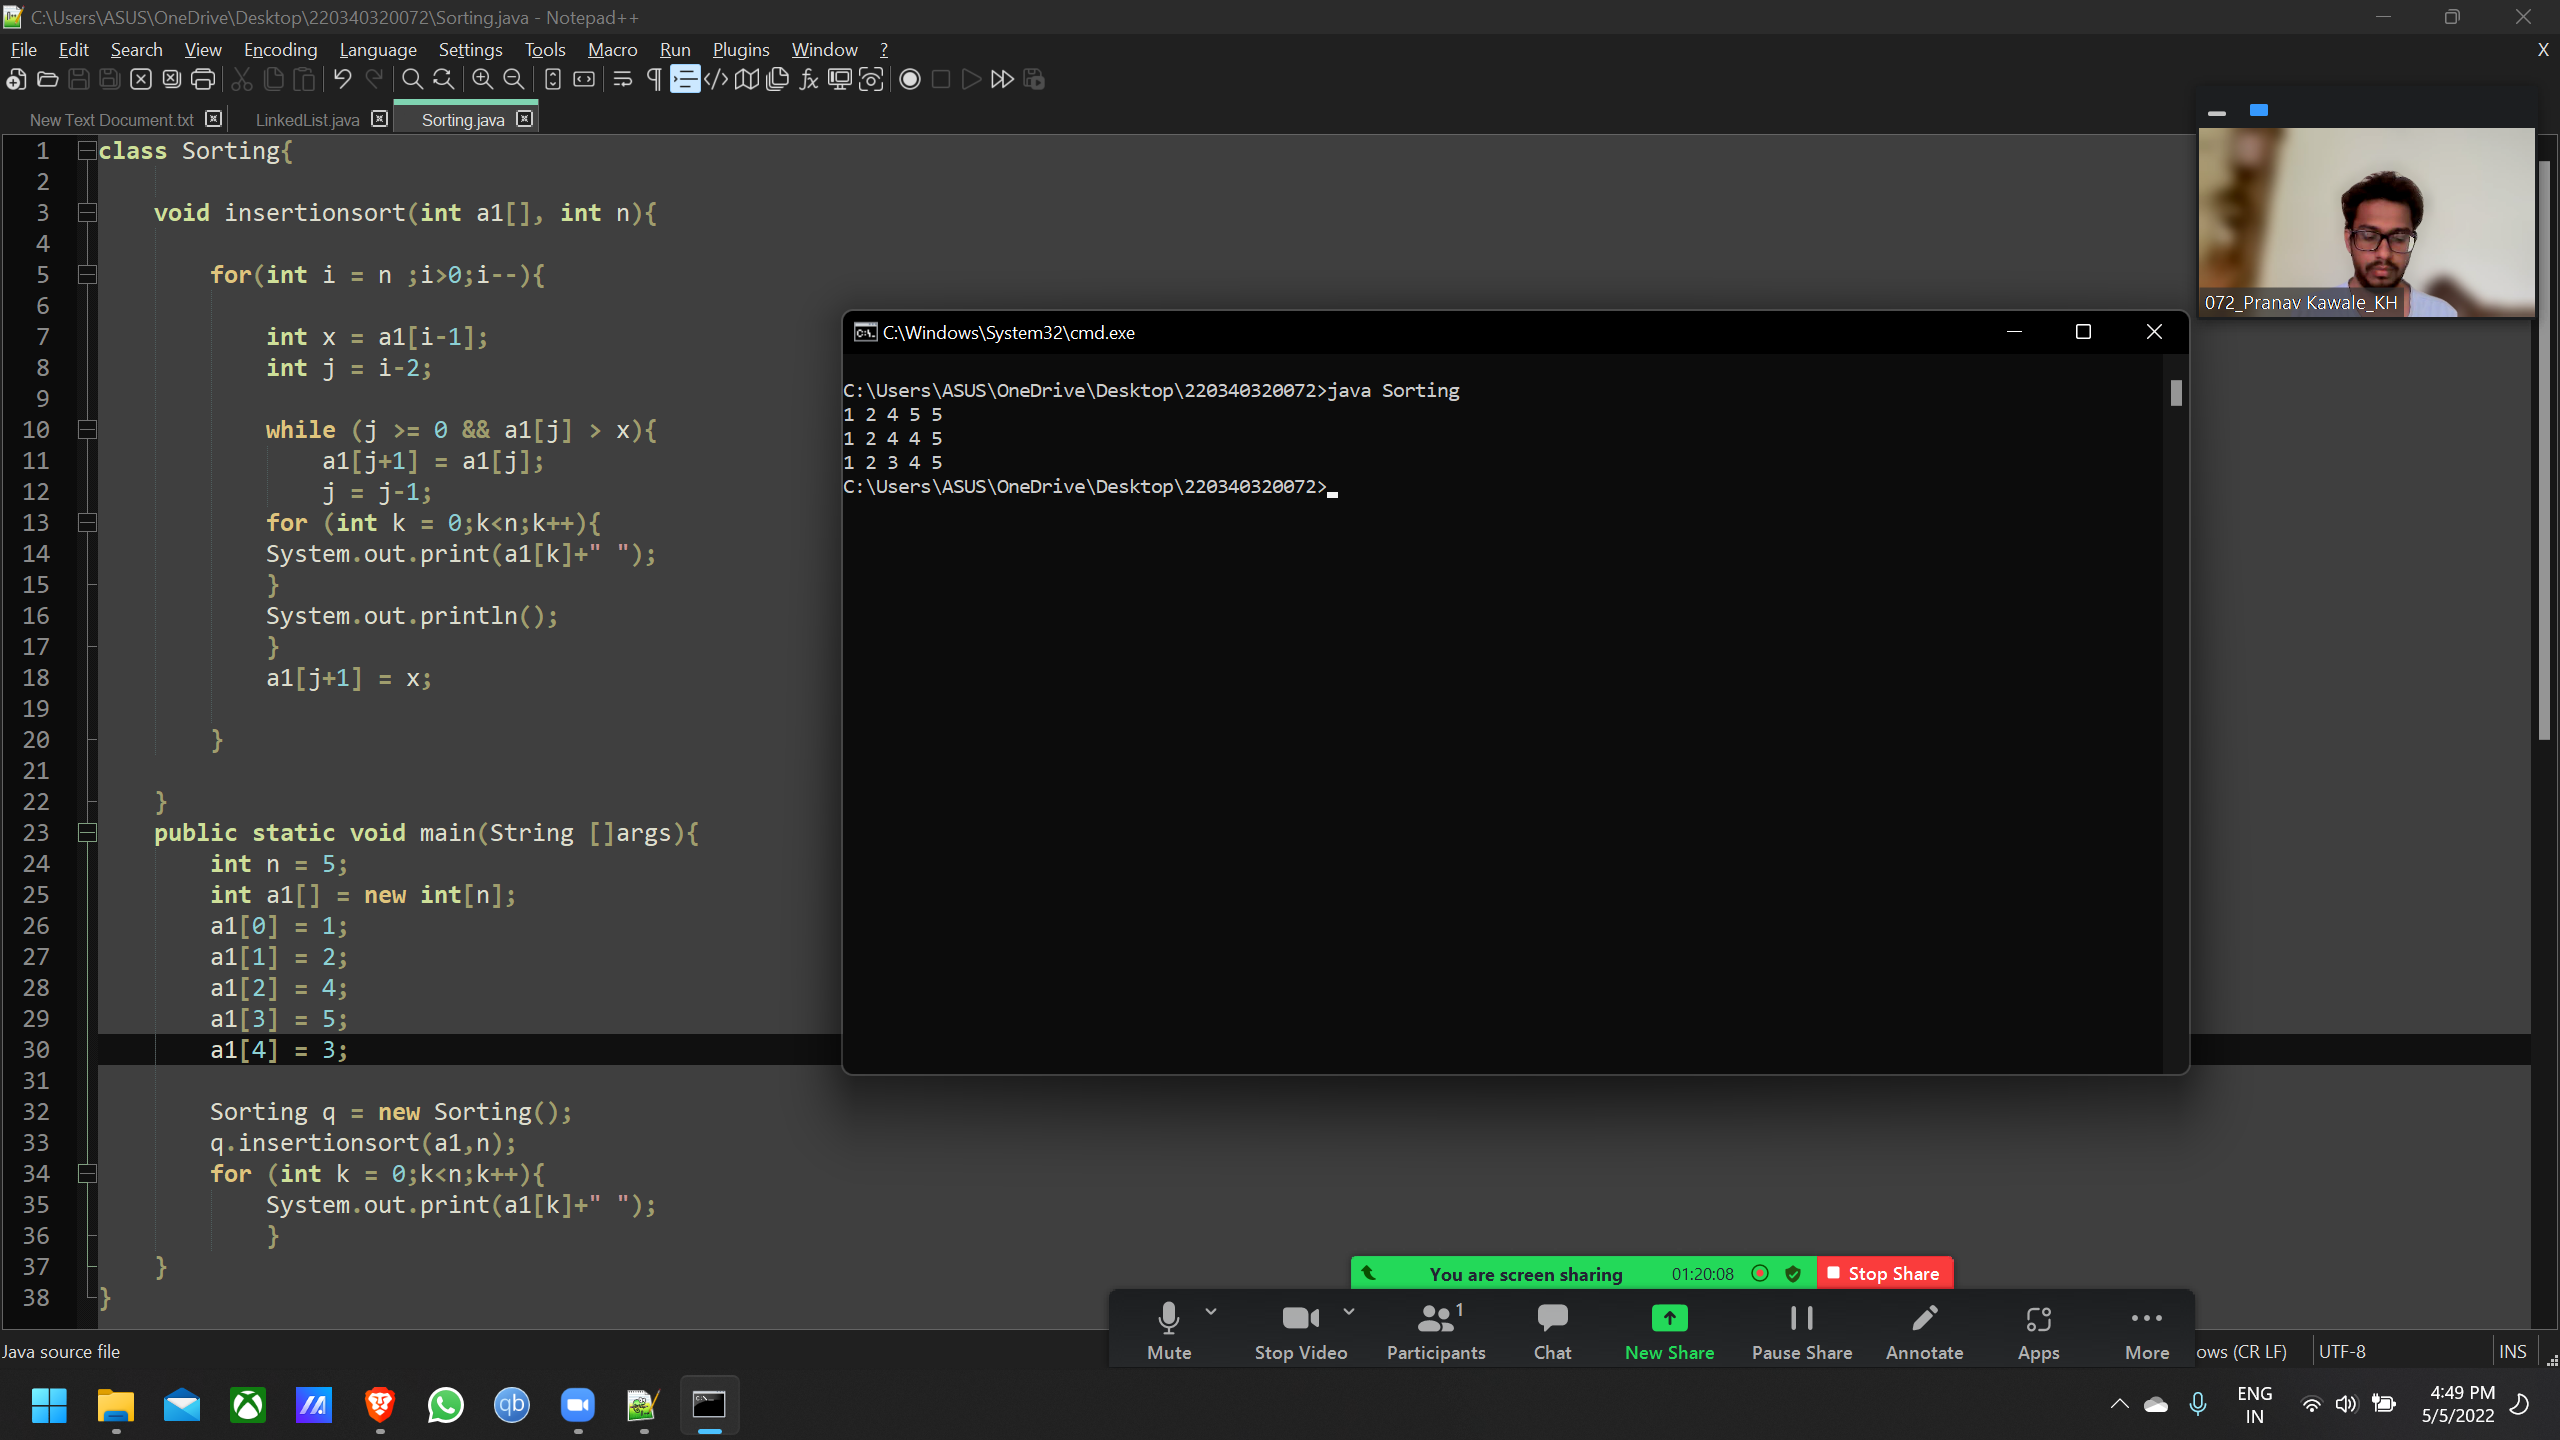 C:\Users\ASUS\OneDrive\Desktop\220340320072\Sorting.java - Notepad++
File Edit Search View Encoding Language Settings Tools Macro Run Plugins Window ? X
New Text Document.txt LinkedList.java Sorting.java
1 class Sorting{
2
3 void insertionsort(int a1[], int n){
4
5 for(int i = n ;i>0;i--){
6
7 int x = a1[i-1];
8 int j = i-2;
9
10 while (j >= 0 && a1[j] > x){
11 a1[j+1] = a1[j];
12 j = j-1;
13 for (int k = 0;k<n;k++){
14 System.out.print(a1[k]+" ");
15 }
16 System.out.println();
17 }
18 a1[j+1] = x;
19
20 }
21
22 }
23 public static void main(String []args){
24 int n = 5;
25 int a1[] = new int[n];
26 a1[0] = 1;
27 a1[1] = 2;
28 a1[2] = 4;
29 a1[3] = 5;
30 a1[4] = 3;
31
32 Sorting q = new Sorting();
33 q.insertionsort(a1,n);
34 for (int k = 0;k<n;k++){
35 System.out.print(a1[k]+" ");
36 }
37 }
38 }
072_Pranav Kawale_KH
C:\Windows\System32\cmd.exe
C:\Users\ASUS\OneDrive\Desktop\220340320072>java Sorting
1 2 4 5 5
1 2 4 4 5
1 2 3 4 5
C:\Users\ASUS\OneDrive\Desktop\220340320072>
You are screen sharing 01:20:08 Stop Share
1
Mute Stop Video Participants Chat New Share Pause Share Annotate Apps More
Java source file ows (CR LF) UTF-8 INS
qb
ENG
IN
4:49 PM
5/5/2022